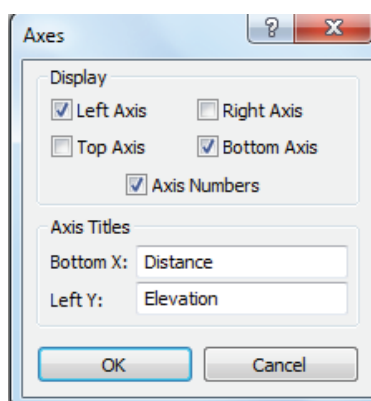 Axes
Display
Left Axis Right Axis
Top Axis Bottom Axis
Axis Numbers
Axis Titles
Bottom X: Distance
Left Y: Elevation
OK Cancel